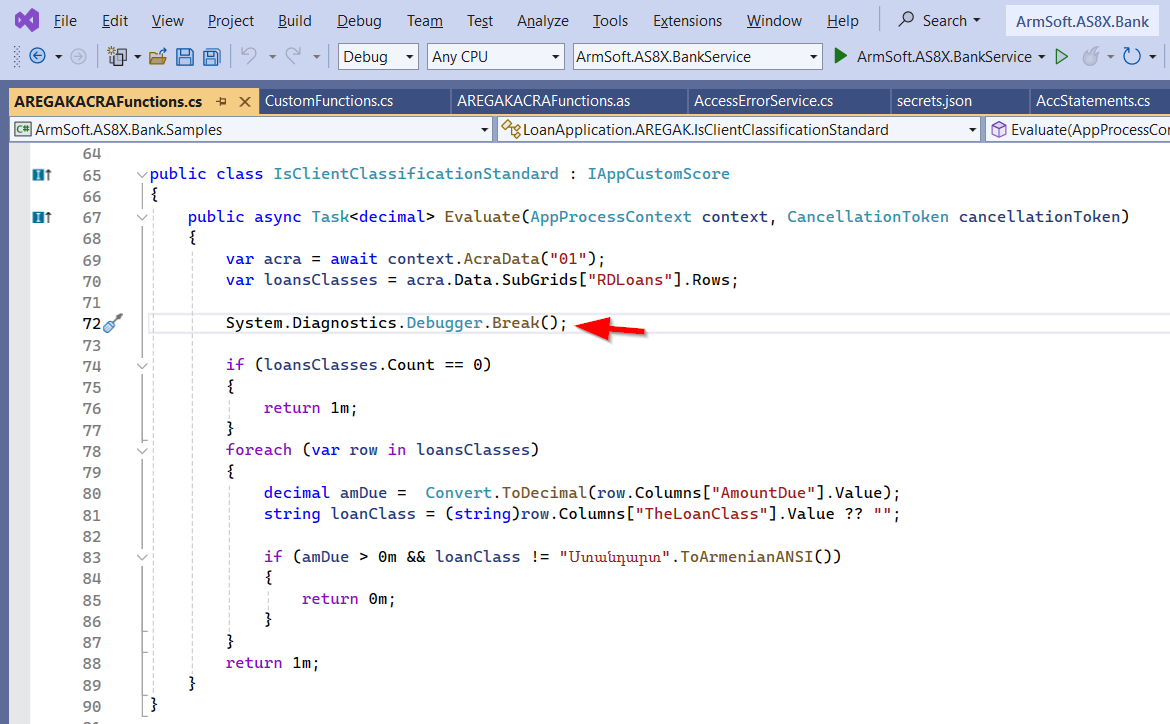 File Edit View Project Build Debug Team Test Analyze Tools Extensions Window Help Search ArmSoft.AS8X.Bank
Debug Any CPU ArmSoft.AS8X.BankService ArmSoft.AS8X.BankService
AREGAKACRAFunctions.cs CustomFunctions.cs AREGAKACRAFunctions.as AccessErrorService.cs secrets.json AccStatements.cs
C# ArmSoft.AS8X.Bank.Samples LoanApplication.AREGAK.IsClientClassificationStandard Evaluate(AppProcessCon
64
65 public class IsClientClassificationStandard : IAppCustomScore
66 {
67 public async Task<decimal> Evaluate(AppProcessContext context, CancellationToken cancellationToken)
68 {
69 var acra = await context.AcraData("01");
70 var loansClasses = acra.Data.SubGrids["RDLoans"].Rows;
71
72 System.Diagnostics.Debugger.Break();
73
74 if (loansClasses.Count == 0)
75 {
76 return 1m;
77 }
78 foreach (var row in loansClasses)
79 {
80 decimal amDue =  Convert.ToDecimal(row.Columns["AmountDue"].Value);
81 string loanClass = (string)row.Columns["TheLoanClass"].Value ?? "";
82
83 if (amDue > 0m && loanClass != "Ստանդարտ".ToArmenianANSI())
84 {
85 return 0m;
86 }
87 }
88 return 1m;
89 }
90 }